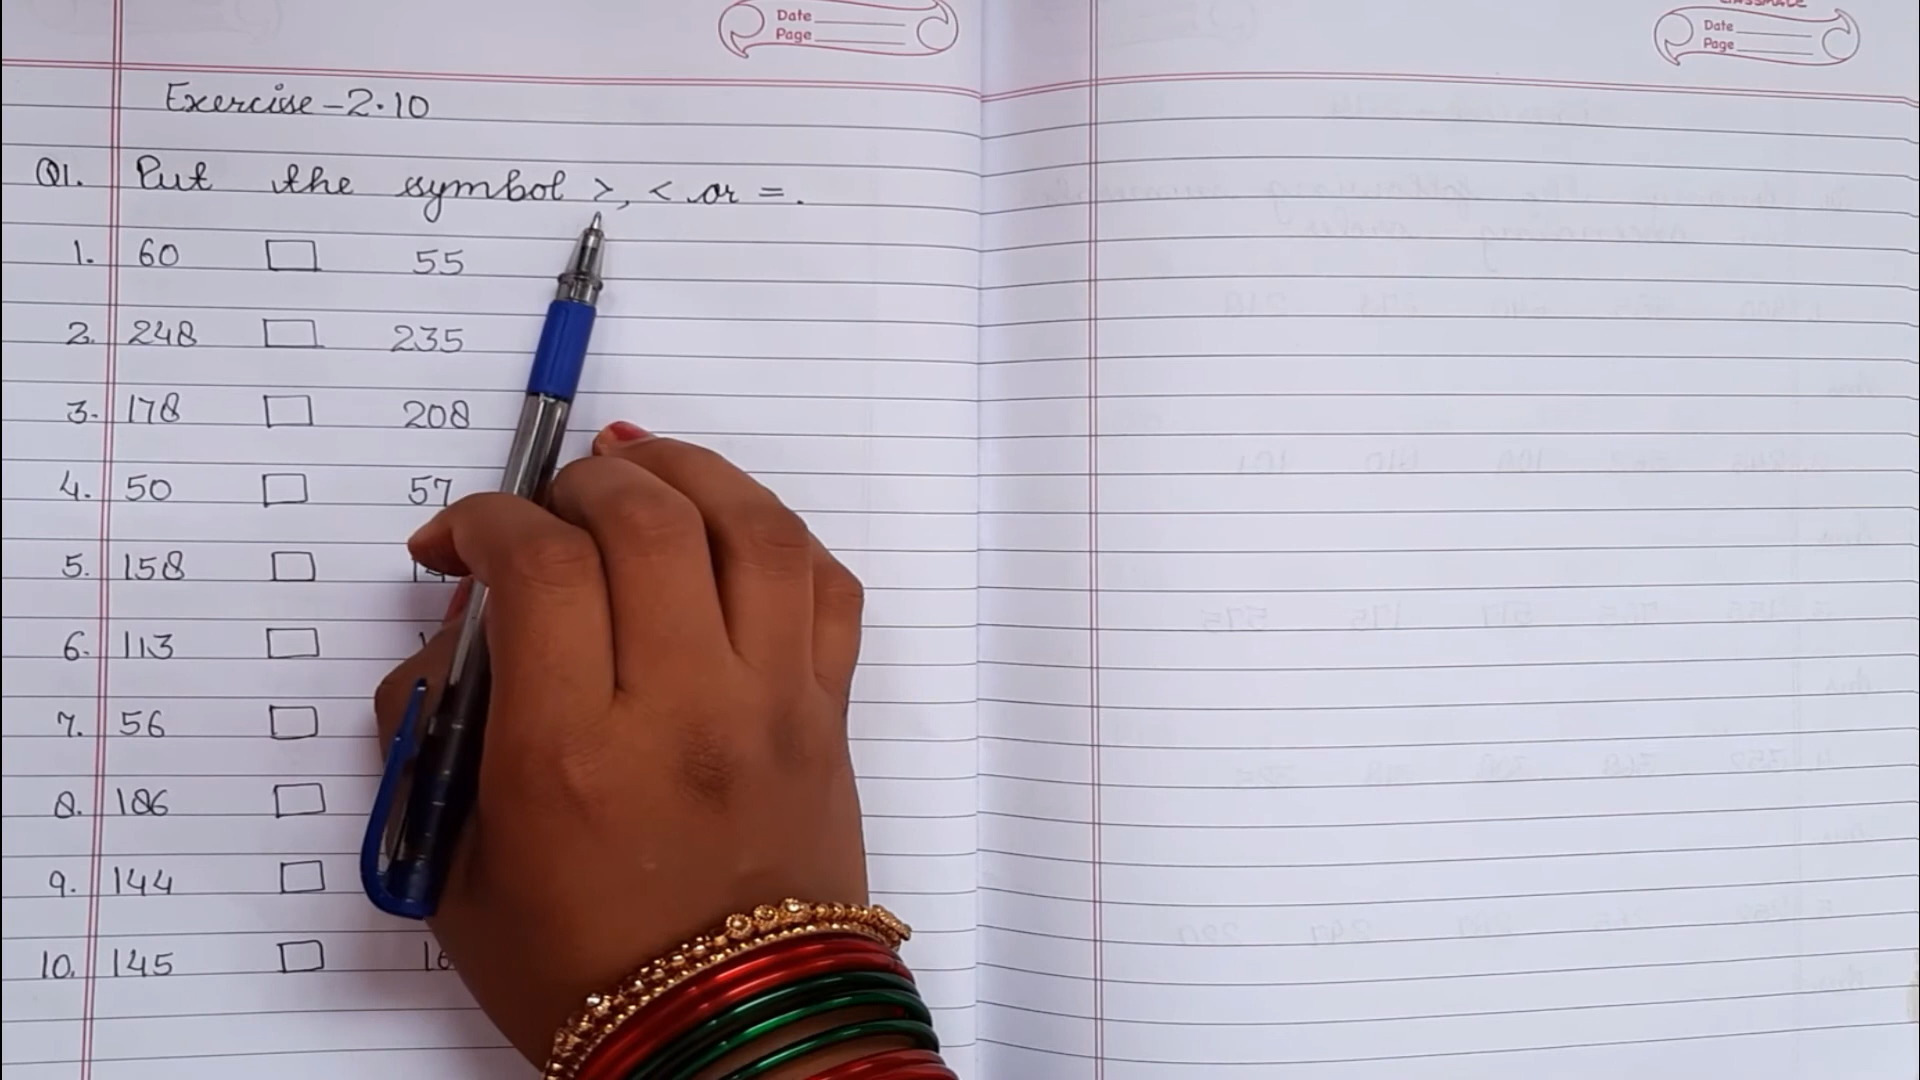 Date
Page
Date
Page
Exercise-2.10
Q1. Put the symbol >, < or =.
1. 60 55
2. 248 235
3. 178 208
4. 50 57
5. 158
6. 113
7. 56
8. 186
9. 144
10. 145